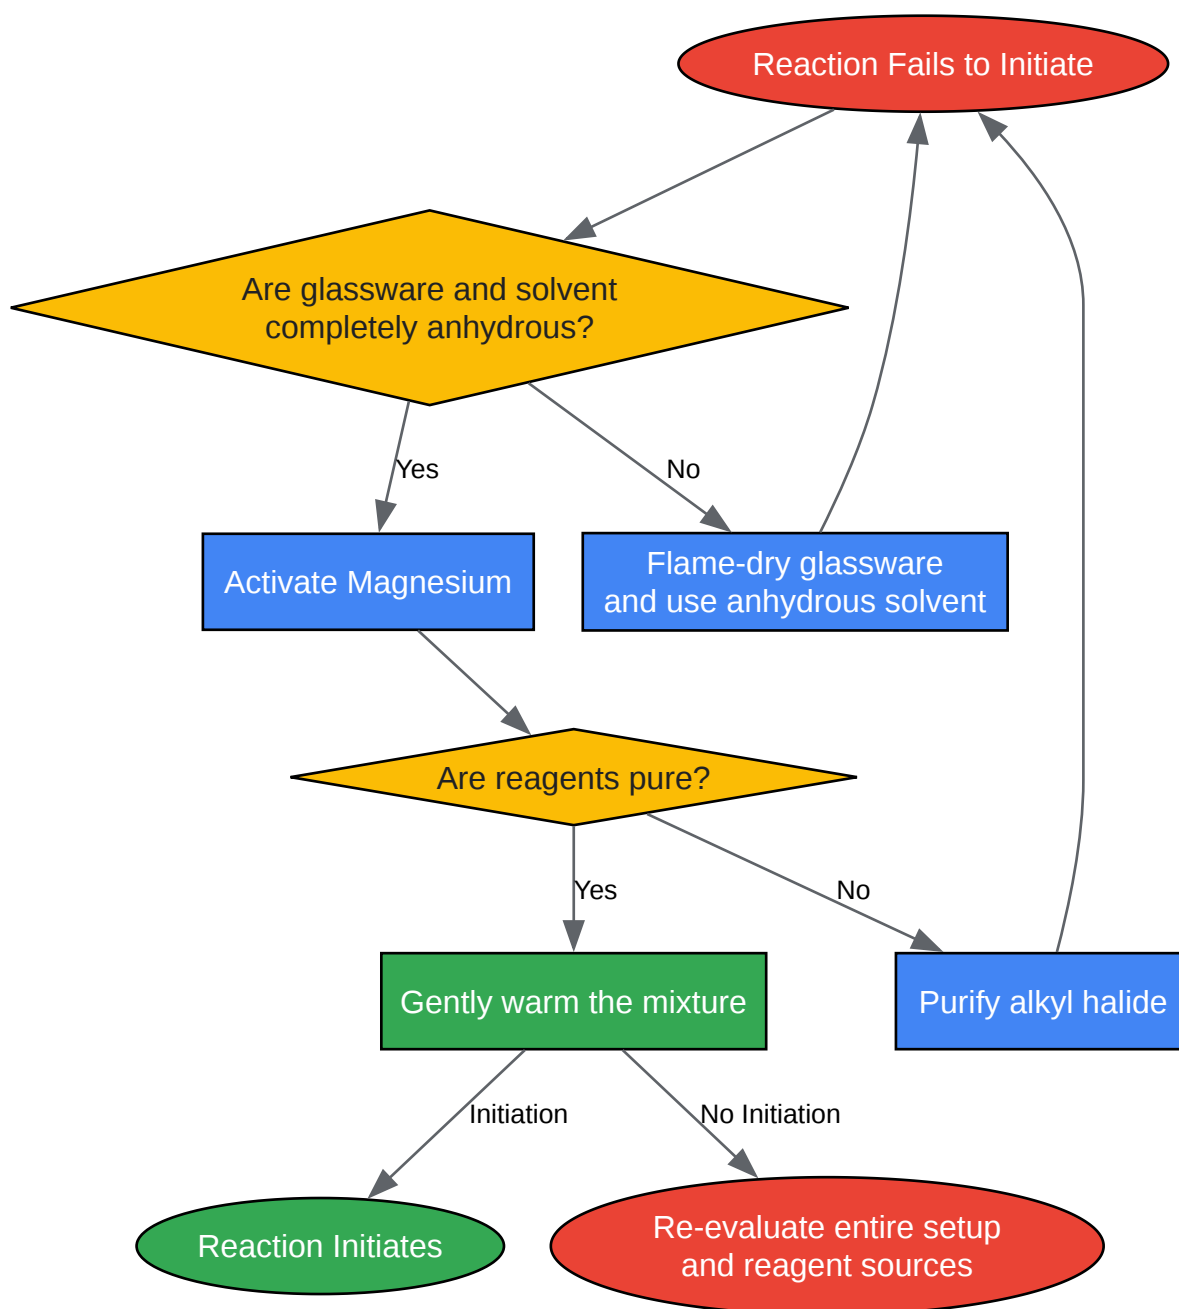 Reaction Fails to Initiate
Are glassware and solvent
completely anhydrous?
Yes
No
Activate Magnesium
Flame-dry glassware
and use anhydrous solvent
Are reagents pure?
Yes
No
Gently warm the mixture
Purify alkyl halide
Initiation
No Initiation
Reaction Initiates
Re-evaluate entire setup
and reagent sources